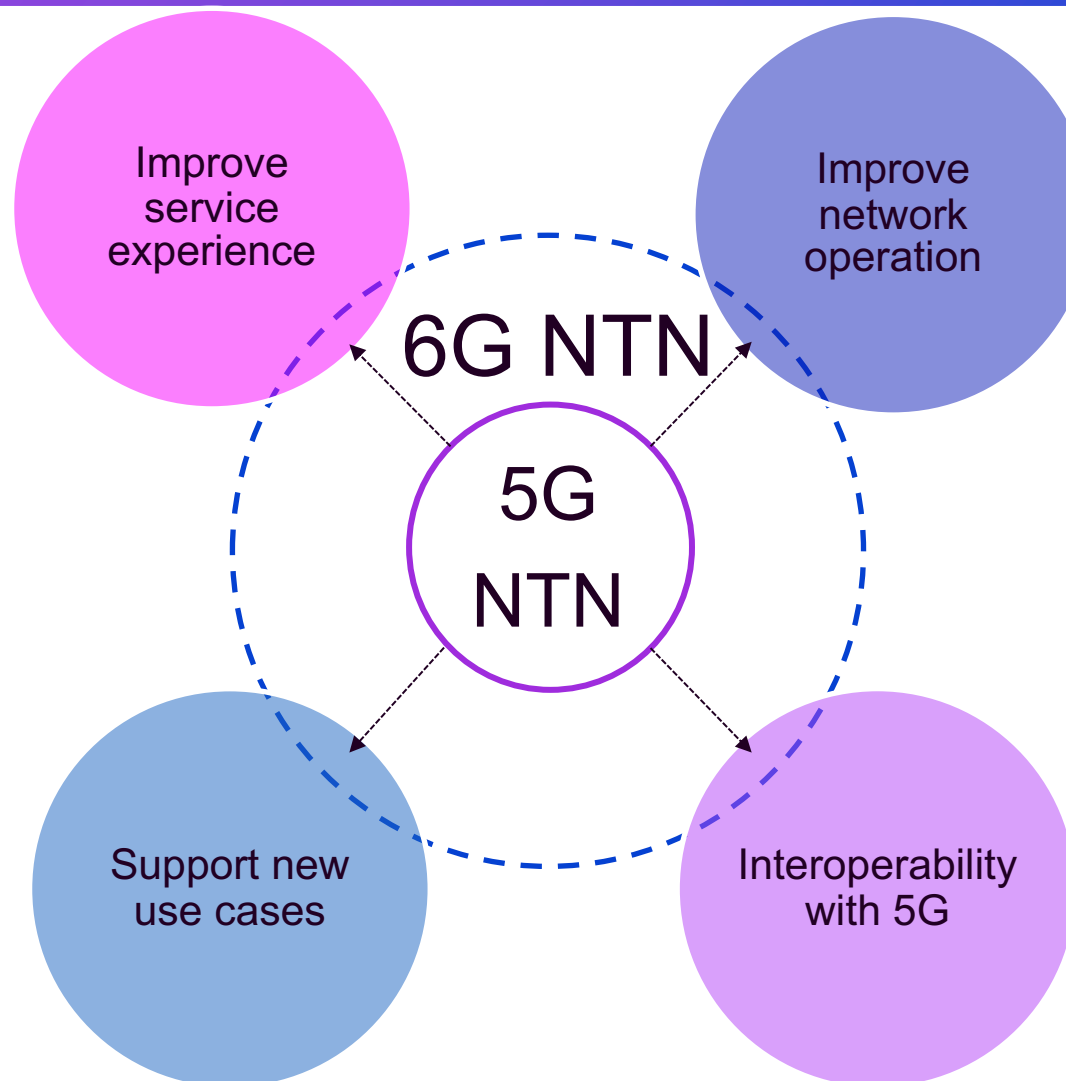 Improve
service
experience
Improve
network
operation
6G NTN
5G
NTN
Support new
use cases
Interoperability
with 5G